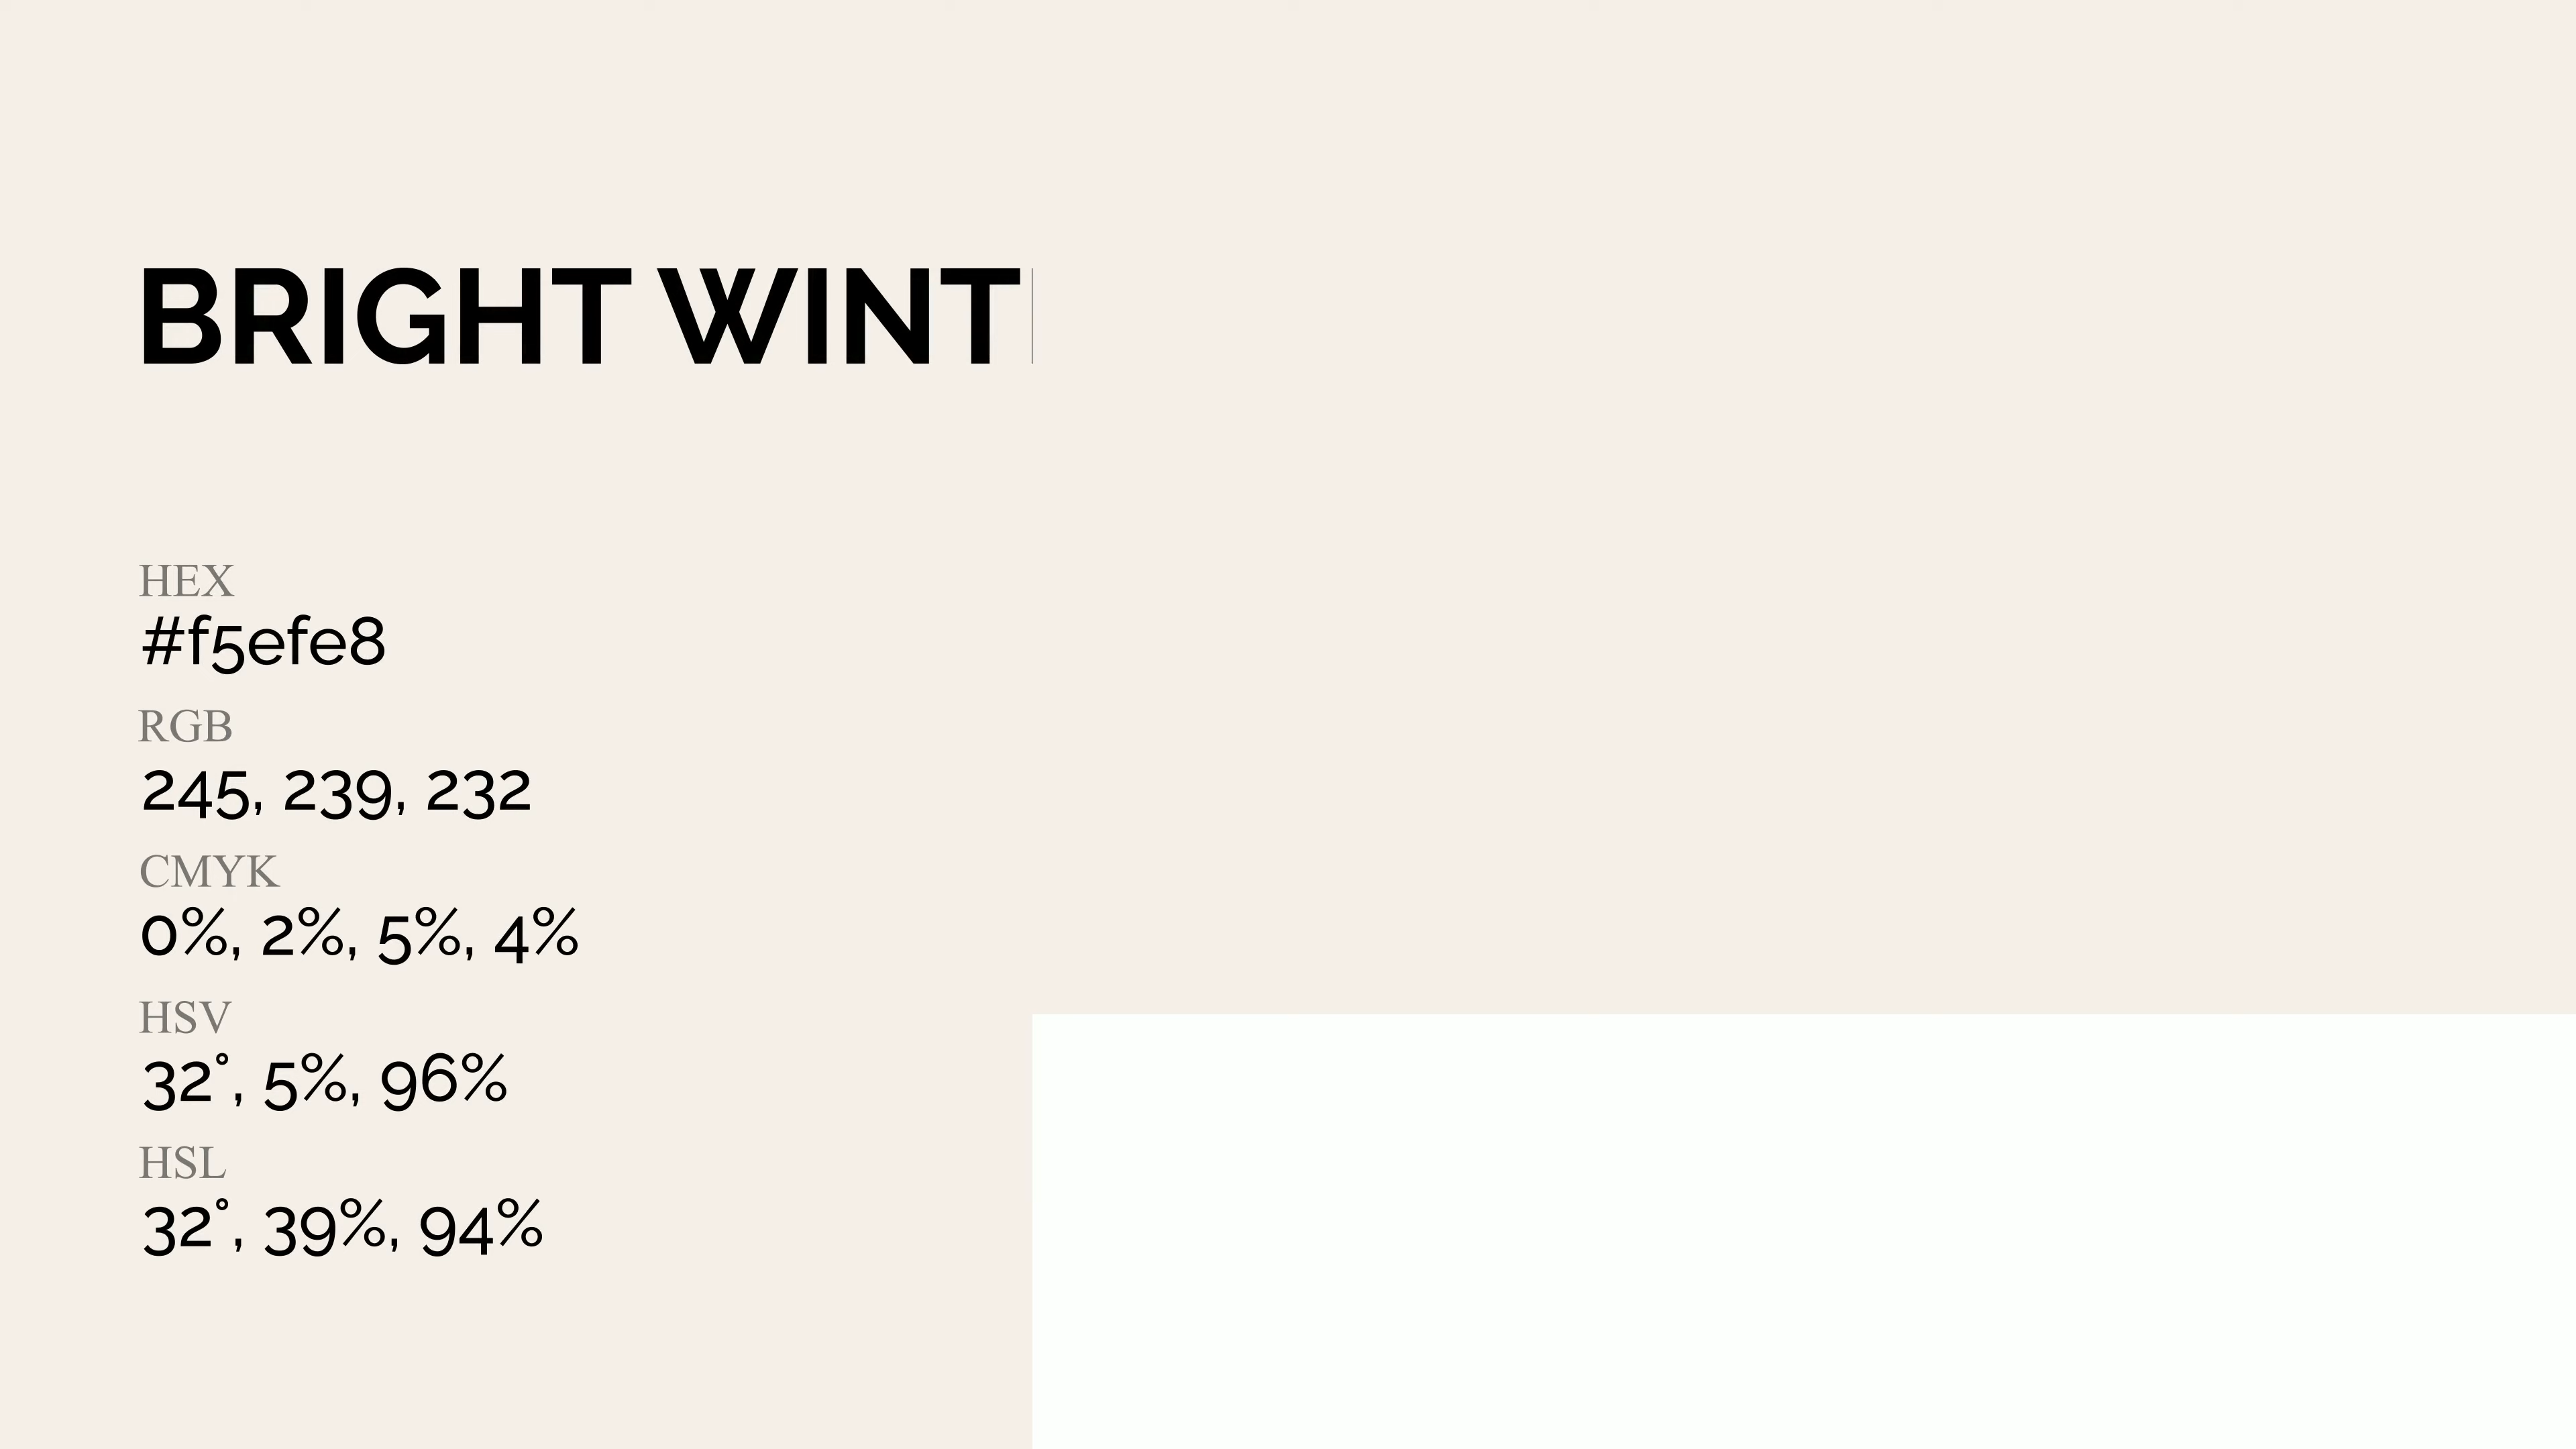 BRIGHT WINT
HEX
#f5efe8
RGB
245, 239, 232
CMYK
0%, 2%, 5%, 4%
HSV
32°, 5%, 96%
HSL
32°, 39%, 94%